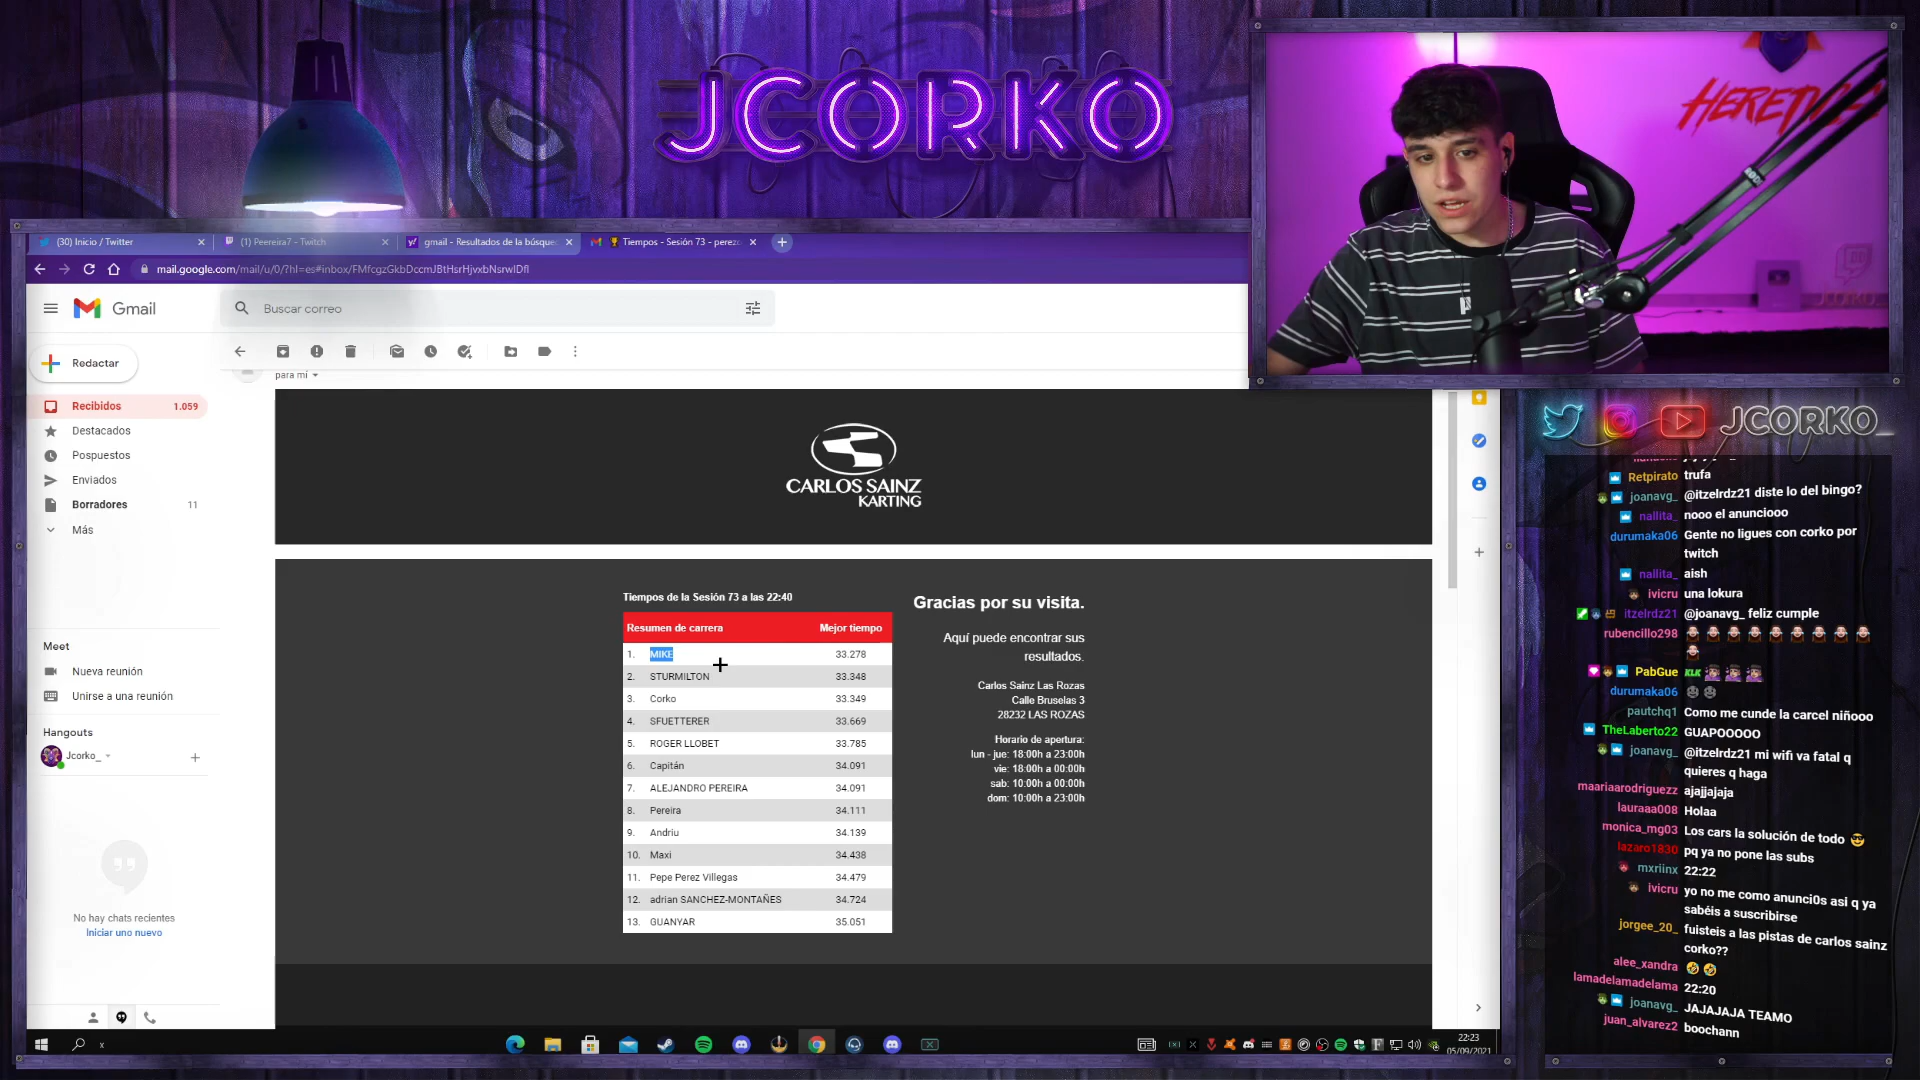 JCORKO
HERETICS
(30) Inicio / Twitter
(1) Peereira7 - Twitch
gmail - Resultados de la búsque
Tiempos - Sesión 73 - perez
mail.google.com/mail/u/0/?hl=es#inbox/FMfcgzGkbDccmJBtHsrHjvxbNsrwlDfl
Gmail
Buscar correo
Redactar
para mí
Recibidos 1.059
Destacados
Pospuestos
Enviados
Borradores 11
Más
Meet
Nueva reunión
Unirse a una reunión
Hangouts
Jcorko_
No hay chats recientes
Iniciar uno nuevo
CARLOS SAINZ
KARTING
Tiempos de la Sesión 73 a las 22:40
Resumen de carrera Mejor tiempo
1. MIKE 33.278
2. STURMILTON 33.348
3. Corko 33.349
4. SFUETTERER 33.669
5. ROGER LLOBET 33.785
6. Capitán 34.091
7. ALEJANDRO PEREIRA 34.091
8. Pereira 34.111
9. Andriu 34.139
10. Maxi 34.438
11. Pepe Perez Villegas 34.479
12. adrian SANCHEZ-MONTAÑES 34.724
13. GUANYAR 35.051
Gracias por su visita.
Aquí puede encontrar sus
resultados.
Carlos Sainz Las Rozas
Calle Bruselas 3
28232 LAS ROZAS
Horario de apertura:
lun - jue: 18:00h a 23:00h
vie: 18:00h a 00:00h
sab: 10:00h a 00:00h
dom: 10:00h a 23:00h
JCORKO_
Retpirato trufa
joanavg_ @itzelrdz21 diste lo del bingo?
nallita_ nooo el anunciooo
durumaka06 Gente no ligues con corko por
twitch
nallita_ aish
ivicru una lokura
itzelrdz21 @joanavg_ feliz cumple
rubencillo298
PabGue KLK
durumaka06
pautchq1 Como me cunde la carcel niñooo
TheLaberto22 GUAPOOOOO
joanavg_ @itzelrdz21 mi wifi va fatal q
quieres q haga
maariaarodriguezz ajajjajaja
lauraaa008 Holaa
monica_mg03 Los cars la solución de todo
lazaro1830 pq ya no pone las subs
mxriinx 22:22
ivicru yo no me como anunci0s asi q ya
sabéis a suscribirse
jorgee_20_ fuisteis a las pistas de carlos sainz
corko??
alee_xandra
lamadelamadelama 22:20
joanavg_ JAJAJAJA TEAMO
juan_alvarez2 boochann
x
22:23
05/09/2021